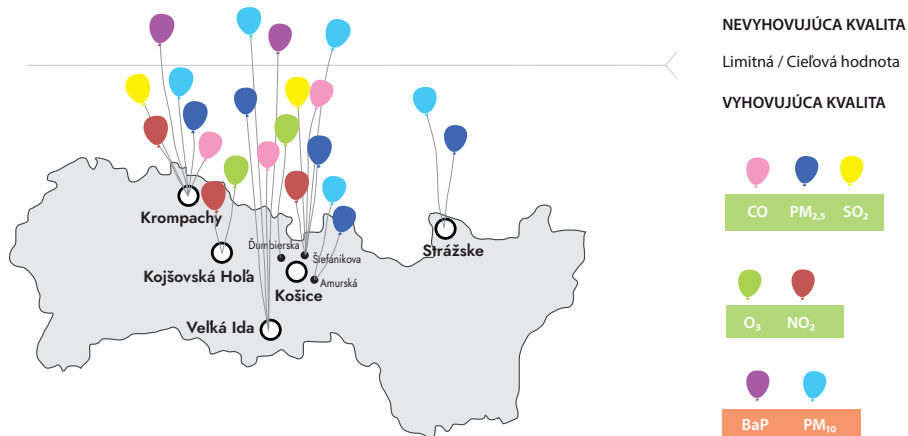 NEVYHOVUJÚCA KVALITA
Limitná / Cieľová hodnota
VYHOVUJÚCA KVALITA
Krompachy
Kojšovská Hoľa
Ďumbierska
Štefánikova
Amurská
Košice
Veľká Ida
Strážske
CO PM₂,₅ SO₂
O₃ NO₂
BaP PM₁₀